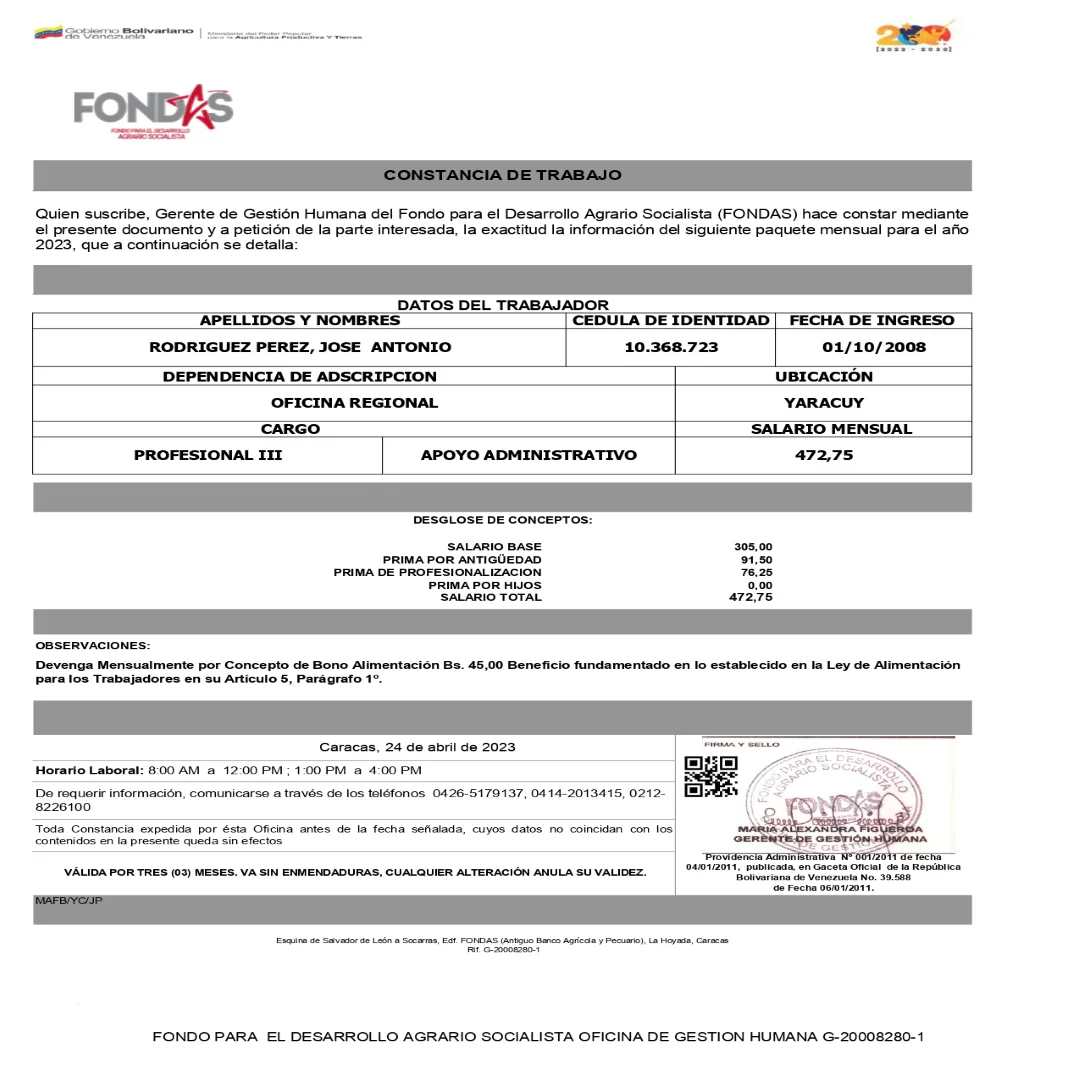 Gobierno Bolivariano de Venezuela
Ministerio del Poder Popular
para la Agricultura Productiva Y Tierras
[2022 - 2030]
FONDAS
FONDO PARA EL DESARROLLO
AGRARIO SOCIALISTA
CONSTANCIA DE TRABAJO
Quien suscribe, Gerente de Gestión Humana del Fondo para el Desarrollo Agrario Socialista (FONDAS) hace constar mediante
el presente documento y a petición de la parte interesada, la exactitud la información del siguiente paquete mensual para el año
2023, que a continuación se detalla:
DATOS DEL TRABAJADOR
APELLIDOS Y NOMBRES CEDULA DE IDENTIDAD FECHA DE INGRESO
RODRIGUEZ PEREZ, JOSE ANTONIO 10.368.723 01/10/2008
DEPENDENCIA DE ADSCRIPCION UBICACIÓN
OFICINA REGIONAL YARACUY
CARGO SALARIO MENSUAL
PROFESIONAL III APOYO ADMINISTRATIVO 472,75
DESGLOSE DE CONCEPTOS:
SALARIO BASE 305,00
PRIMA POR ANTIGÜEDAD 91,50
PRIMA DE PROFESIONALIZACION 76,25
PRIMA POR HIJOS 0,00
SALARIO TOTAL 472,75
OBSERVACIONES:
Devenga Mensualmente por Concepto de Bono Alimentación Bs. 45,00 Beneficio fundamentado en lo establecido en la Ley de Alimentación
para los Trabajadores en su Artículo 5, Parágrafo 1º.
Caracas, 24 de abril de 2023
Horario Laboral: 8:00 AM a 12:00 PM ; 1:00 PM a 4:00 PM
De requerir información, comunicarse a través de los teléfonos 0426-5179137, 0414-2013415, 0212-
8226100
Toda Constancia expedida por ésta Oficina antes de la fecha señalada, cuyos datos no coincidan con los
contenidos en la presente queda sin efectos
VÁLIDA POR TRES (03) MESES. VA SIN ENMENDADURAS, CUALQUIER ALTERACIÓN ANULA SU VALIDEZ.
FIRMA Y SELLO
PARA EL DESARROLLO
AGRARIO SOCIALISTA
FONDAS
MARIA ALEXANDRA FIGUEROA
GERENTE DE GESTIÓN HUMANA
Providencia Administrativa Nº 001/2011 de fecha
04/01/2011, publicada, en Gaceta Oficial de la República
Bolivariana de Venezuela No. 39.588
de Fecha 06/01/2011.
MAFB/YC/JP
Esquina de Salvador de León a Socarras, Edf. FONDAS (Antiguo Banco Agrícola y Pecuario), La Hoyada, Caracas
Rif. G-20008280-1
FONDO PARA EL DESARROLLO AGRARIO SOCIALISTA OFICINA DE GESTION HUMANA G-20008280-1